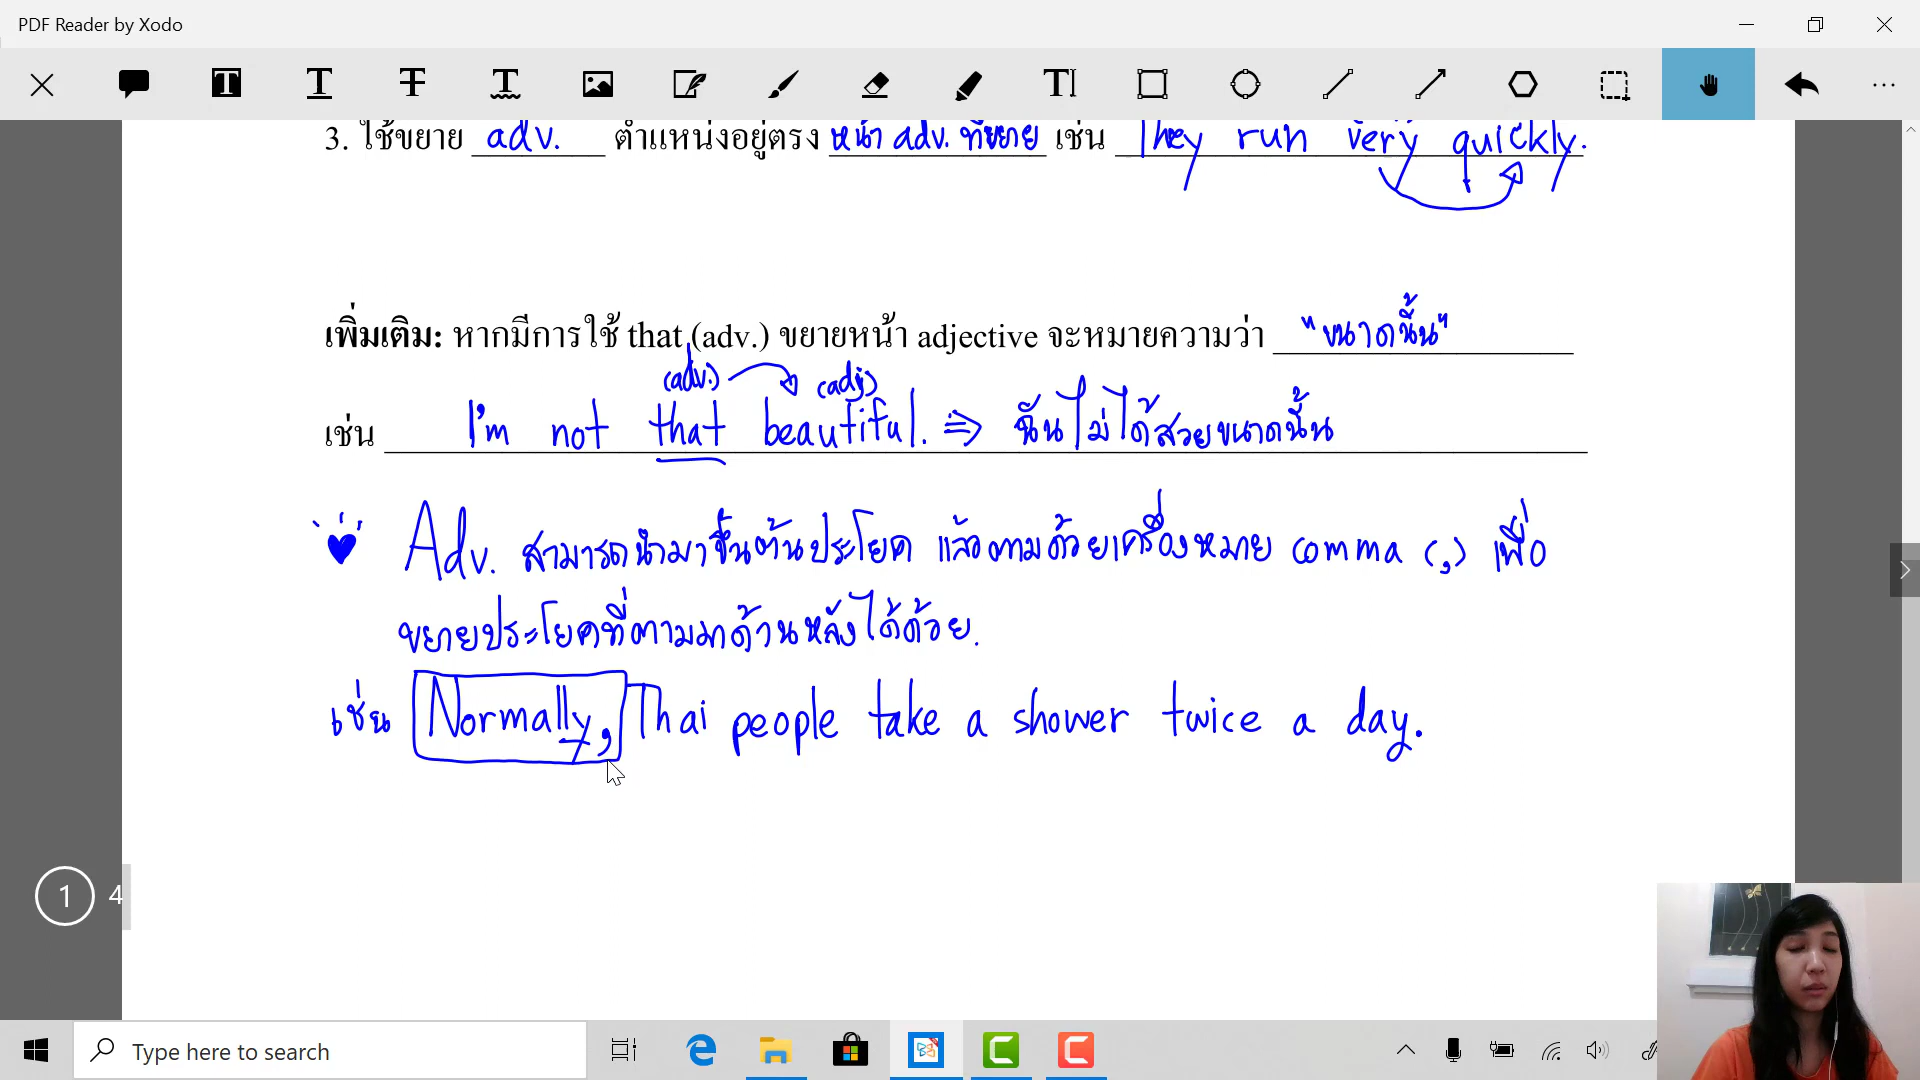 PDF Reader by Xodo
3. ใช้ขยาย adv. ตำแหน่งอยู่ตรง หน้า adv. ที่ขยาย เช่น They run very quickly.
เพิ่มเติม: หากมีการใช้ that (adv.) ขยายหน้า adjective จะหมายความว่า "ขนาดนั้น"
(adv.) (adj)
เช่น I'm not that beautiful. ⇒ ฉันไม่ได้สวยขนาดนั้น
Adv. สามารถนำมาขึ้นต้นประโยค แล้วตามด้วยเครื่องหมาย comma (,) เพื่อ
ขยายประโยคที่ตามมาด้านหลังได้ด้วย.
เช่น Normally, Thai people take a shower twice a day.
1 4
Type here to search